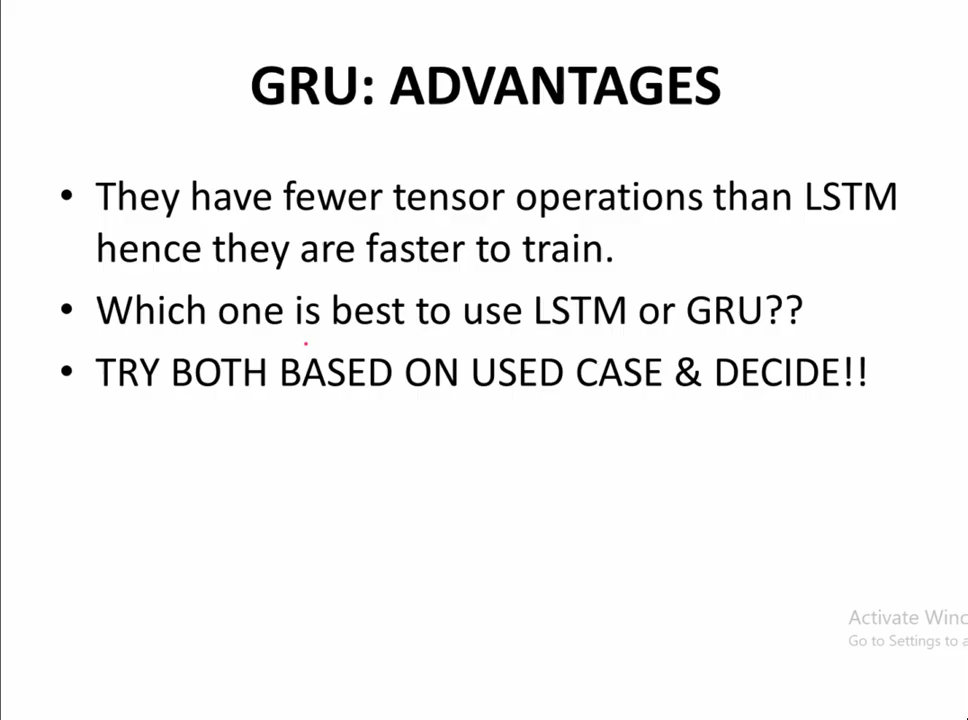 GRU: ADVANTAGES
• They have fewer tensor operations than LSTM
hence they are faster to train.
• Which one is best to use LSTM or GRU??
• TRY BOTH BASED ON USED CASE & DECIDE!!
Activate Winc
Go to Settings to a